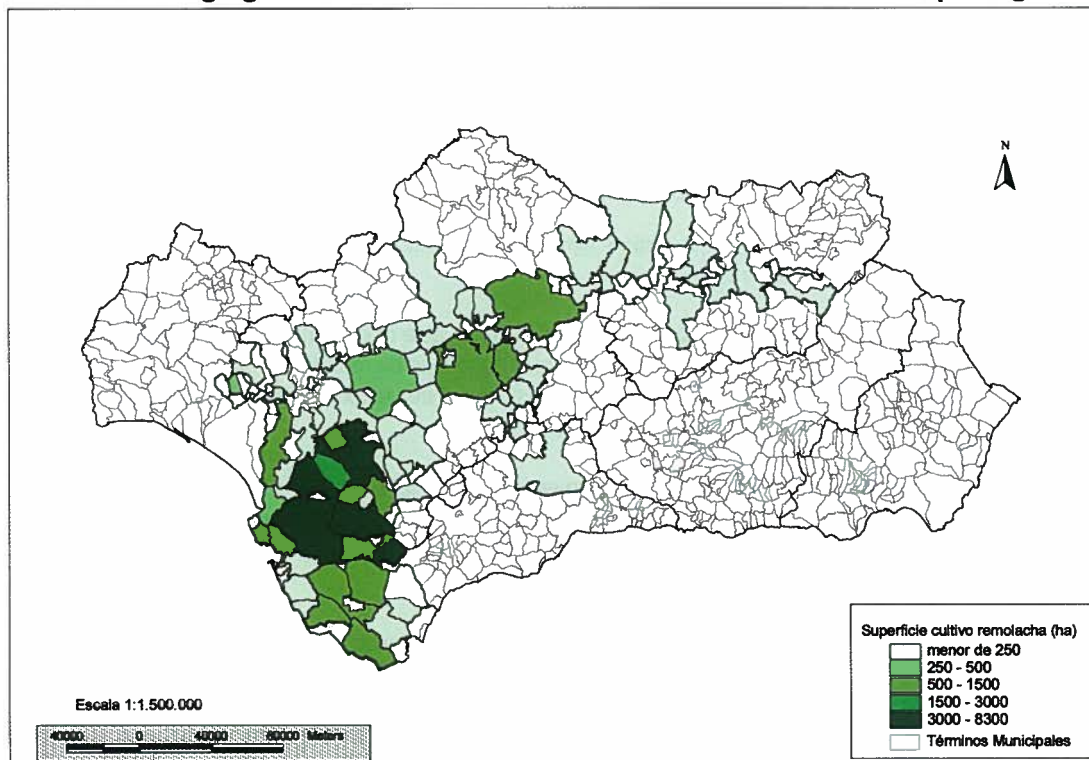 N
Superficie cultivo remolacha (ha)
menor de 250
250 - 500
500 - 1500
1500 - 3000
3000 - 8300
Términos Municipales
Escala 1:1.500.000
40000 0 40000 80000 Meters